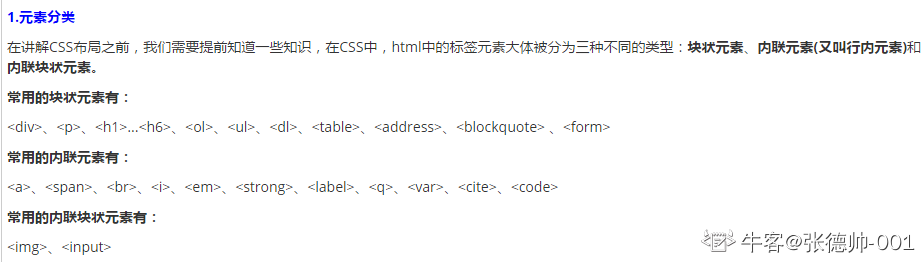 1.元素分类
在讲解CSS布局之前，我们需要提前知道一些知识，在CSS中，html中的标签元素大体被分为三种不同的类型：块状元素、内联元素(又叫行内元素)和
内联块状元素。
常用的块状元素有：
<div>、<p>、<h1>...<h6>、<ol>、<ul>、<dl>、<table>、<address>、<blockquote> 、<form>
常用的内联元素有：
<a>、<span>、<br>、<i>、<em>、<strong>、<label>、<q>、<var>、<cite>、<code>
常用的内联块状元素有：
<img>、<input>
牛客@张德帅-001